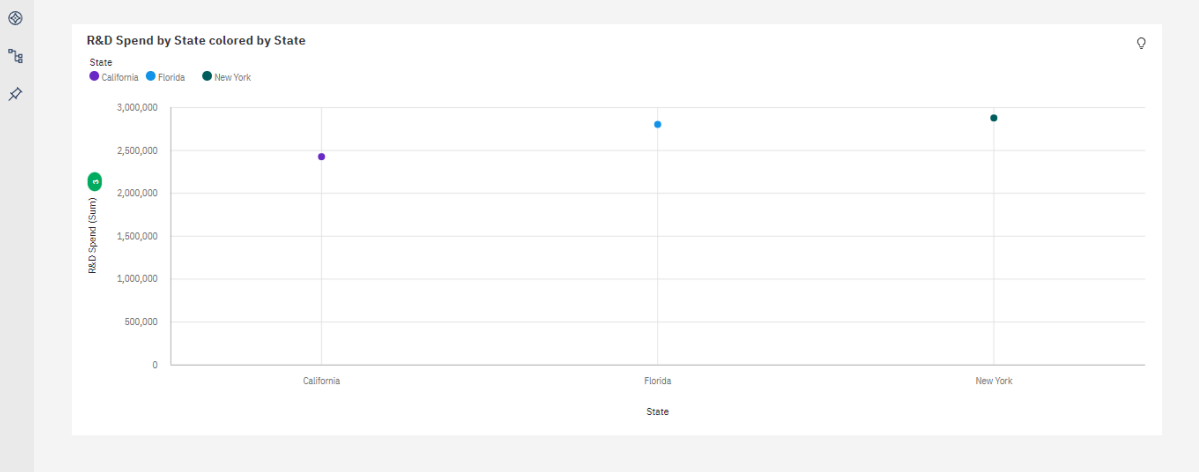 R&D Spend by State colored by State
State
California Florida New York
3,000,000
2,500,000
2,000,000
1,500,000
1,000,000
500,000
0
R&D Spend (Sum) 3
California Florida New York
State